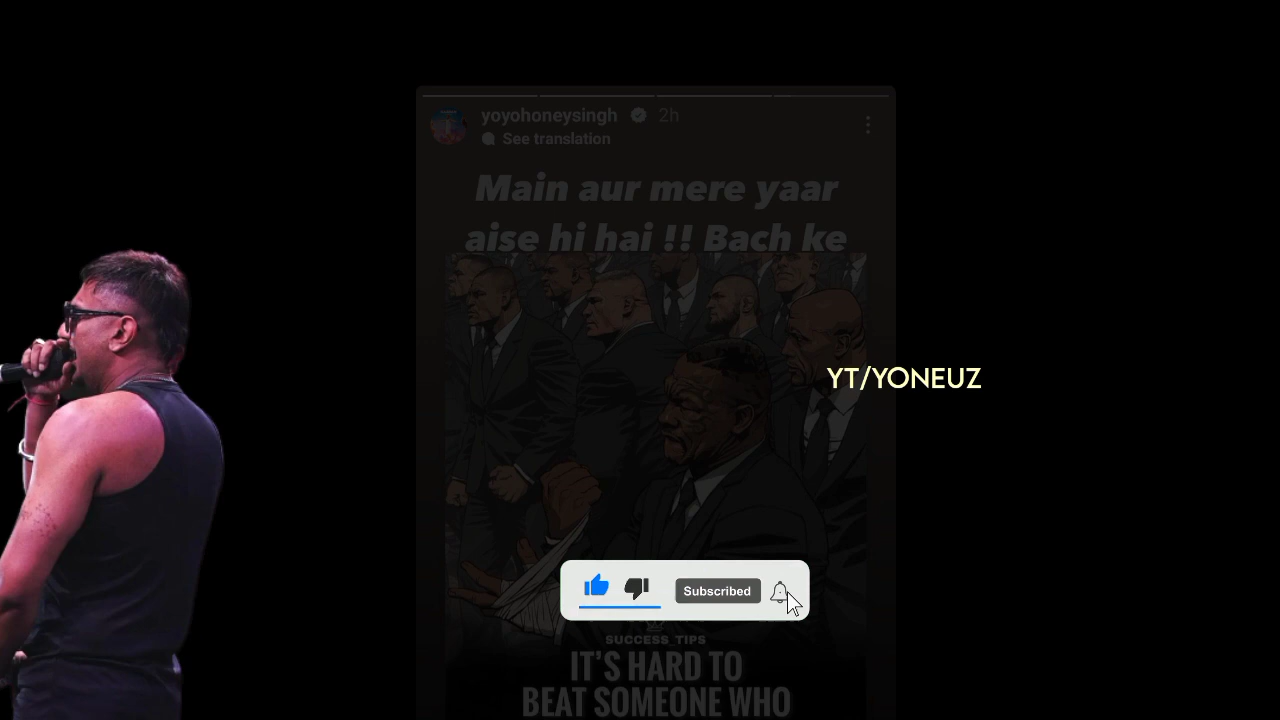 yoyohoneysingh 2h
See translation
Main aur mere yaar
aise hi hai !! Bach ke
YT/YONEUZ
Subscribed
SUCCESS TIPS
IT'S HARD TO
BEAT SOMEONE WHO